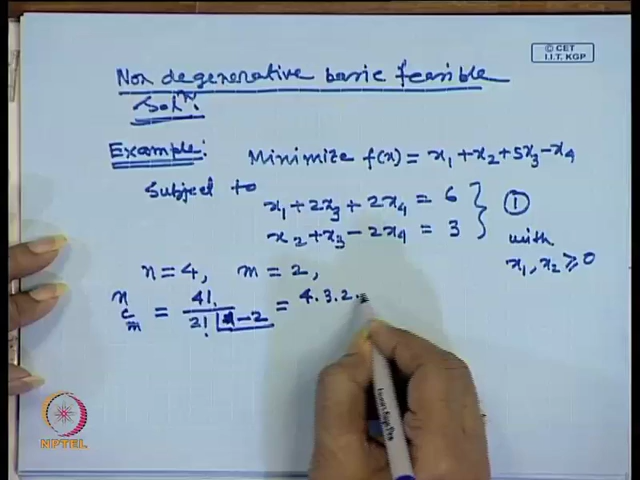 © CET
I.I.T. KGP
Non degenerative basic feasible
Solⁿ.
Example: Minimize f(x) = x₁ + x₂ + 5x₃ − x₄
Subject to
x₁ + 2x₃ + 2x₄ = 6
x₂ + x₃ − 2x₄ = 3 } ①
with
x₁, x₂ ≥ 0
n = 4, m = 2,
ⁿcₘ = 4! / 2! |4−2 = 4.3.2.
NPTEL